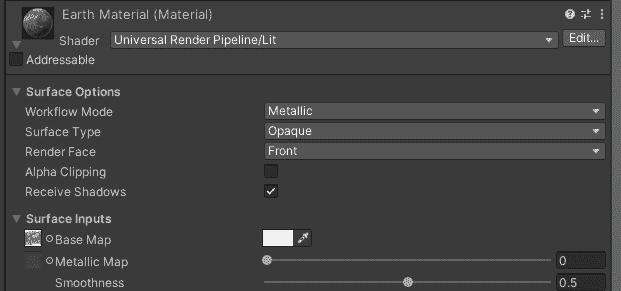 Earth Material (Material)
Shader Universal Render Pipeline/Lit Edit...
Addressable
Surface Options
Workflow Mode Metallic
Surface Type Opaque
Render Face Front
Alpha Clipping
Receive Shadows
Surface Inputs
Base Map
Metallic Map 0
Smoothness 0.5